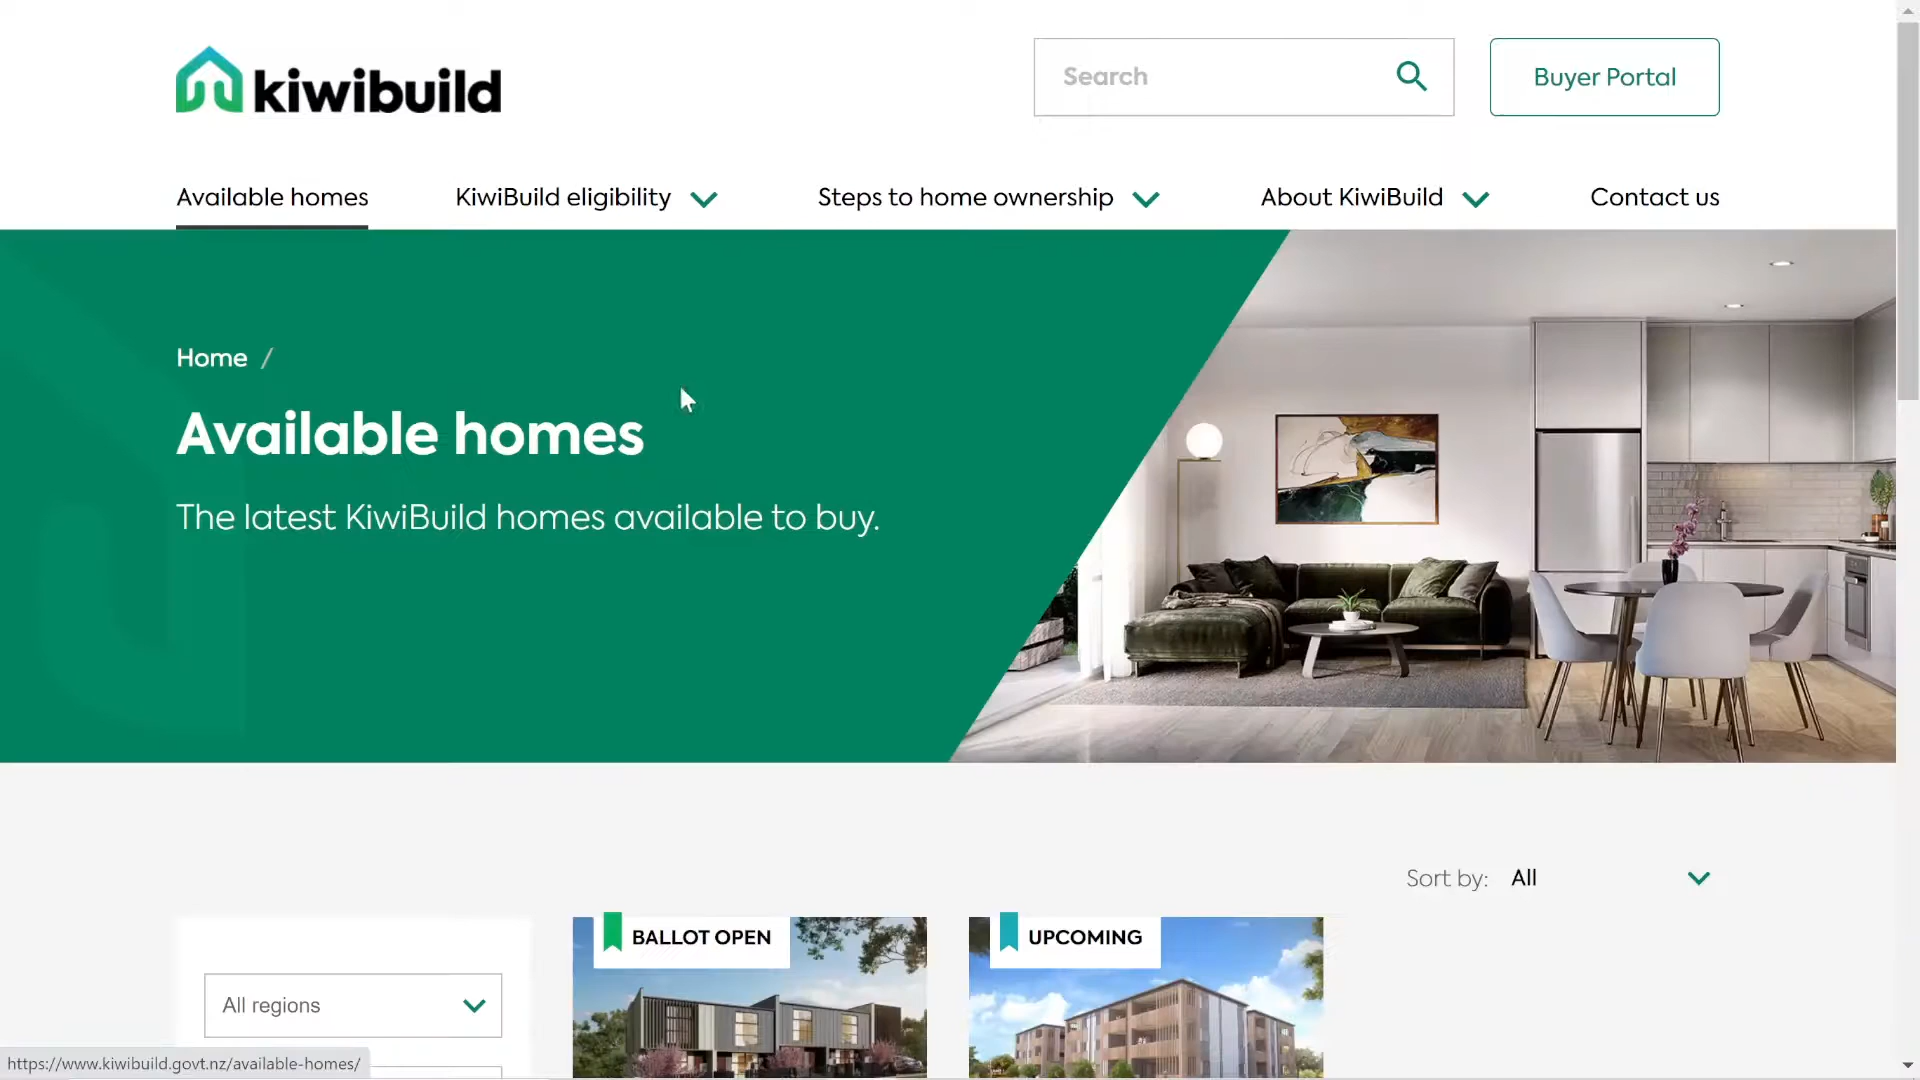 kiwibuild
Search
Buyer Portal
Available homes
KiwiBuild eligibility
Steps to home ownership
About KiwiBuild
Contact us
Home /
Available homes
The latest KiwiBuild homes available to buy.
Sort by: All
All regions
BALLOT OPEN
UPCOMING
https://www.kiwibuild.govt.nz/available-homes/